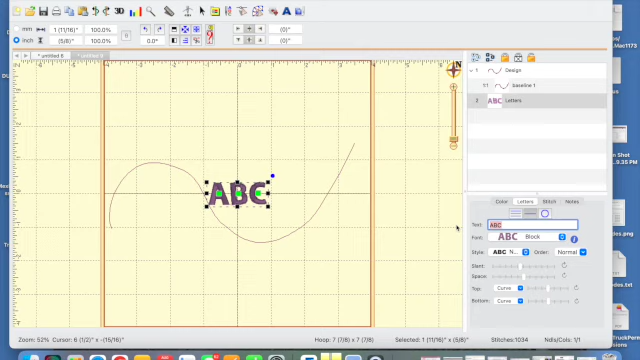 mm 1 (11/16) " 100.0% (0)"
inch (5/8) " 100.0% 0.0° (0)"
* untitled 6
1 Design
1:1 baseline 1
2 ABC Letters
ABC
N
Color Letters Stitch Notes
Text: ABC
Font: ABC Block
Style: ABC N... Order: Normal
Slant:
Space:
Top: Curve
Bottom: Curve
Zoom: 52% Cursor: 6 (1/2)" x -(15/16)" Hoop: 7 (7/8) x 7 (7/8) Selected: 1 (11/16)" x (5/8) Stitches:1034 Ndls/Cols: 1/1